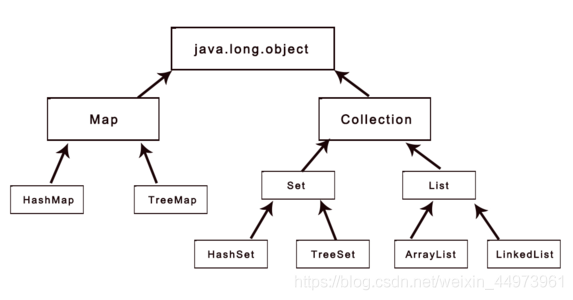 java.long.object
Map
Collection
Set
List
HashMap
TreeMap
HashSet
TreeSet
ArrayList
LinkedList
https://blog.csdn.net/weixin_44973961